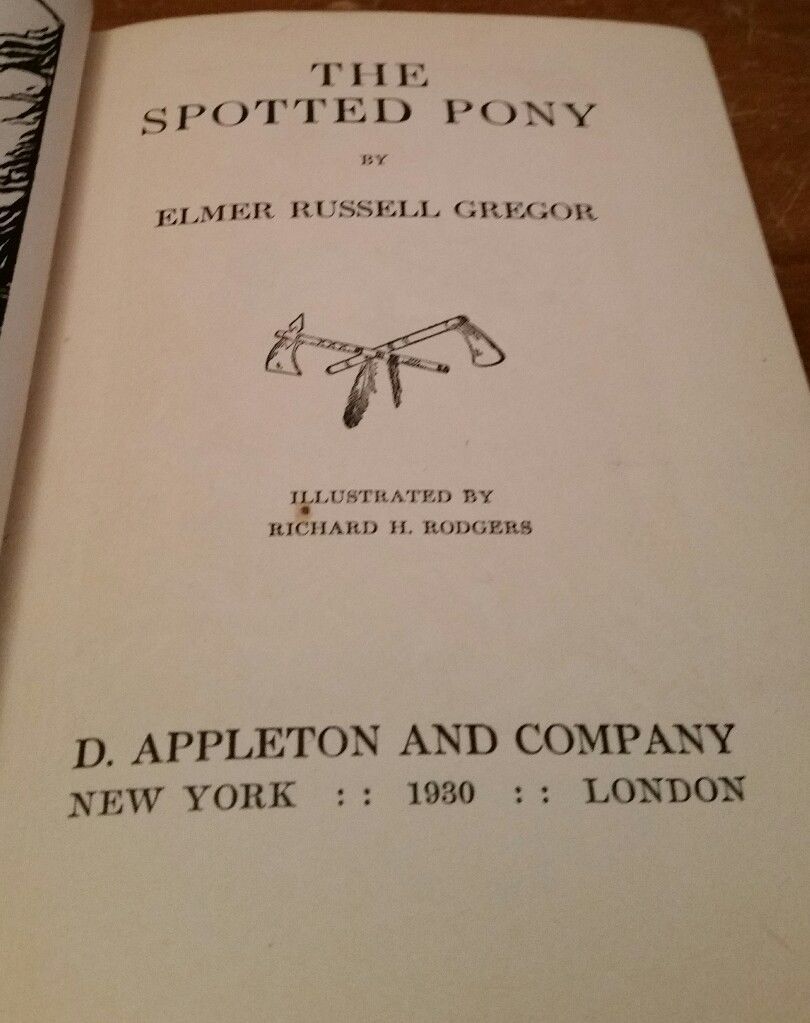 THE
SPOTTED PONY
BY
ELMER RUSSELL GREGOR
ILLUSTRATED BY
RICHARD H. RODGERS
D. APPLETON AND COMPANY
NEW YORK : : 1930 : : LONDON